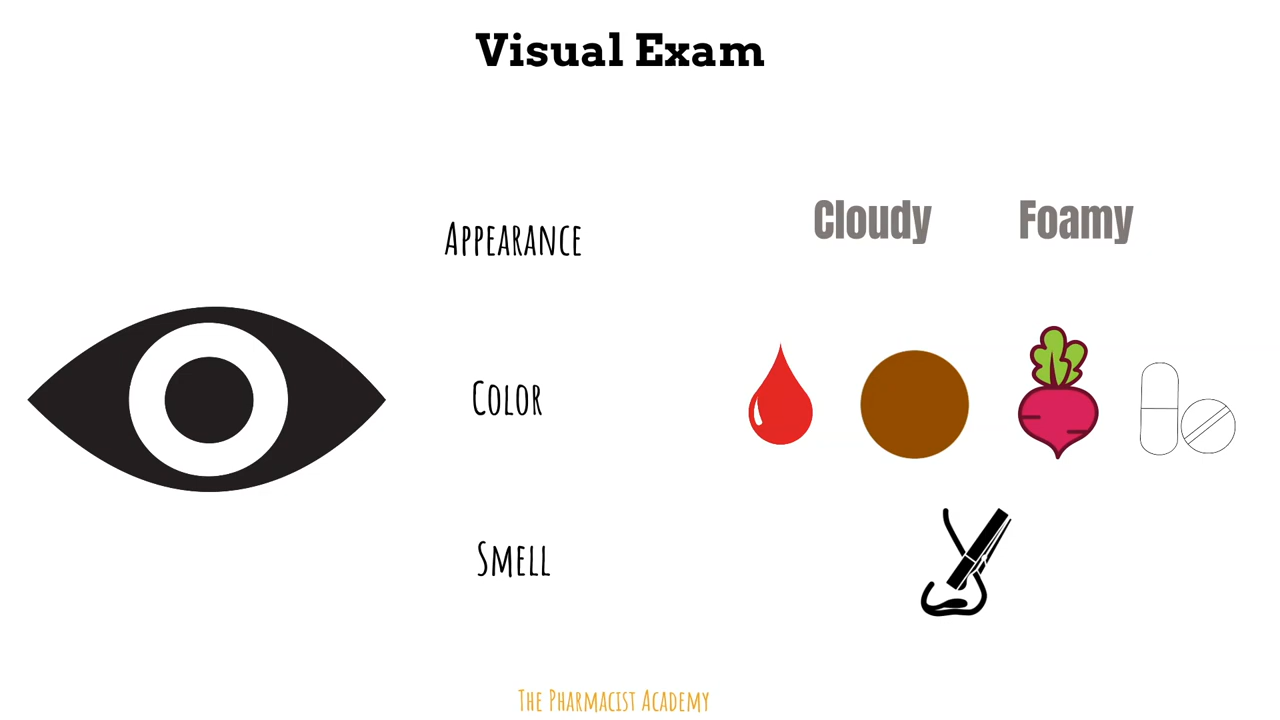 Visual Exam
Appearance
Cloudy Foamy
Color
Smell
The Pharmacist Academy